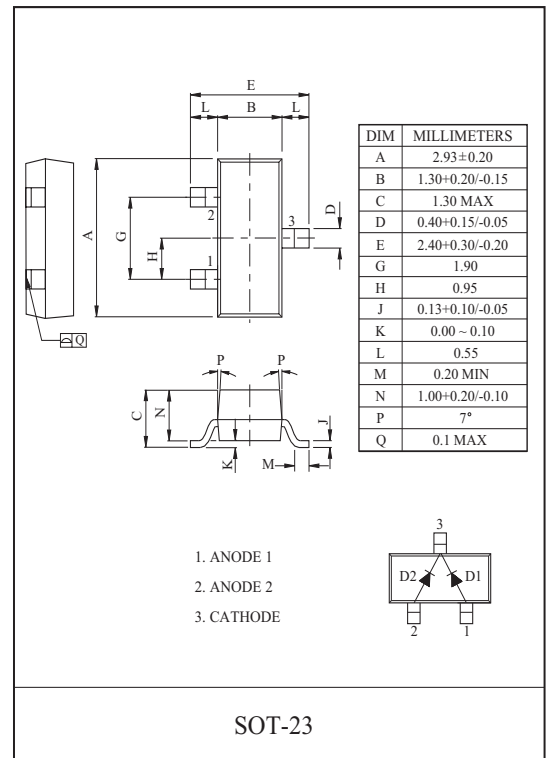 E
L B L
A
G
H
D
2
3
1
Q
P P
C
N
K
M
J
DIM MILLIMETERS
A 2.93±0.20
B 1.30+0.20/-0.15
C 1.30 MAX
D 0.40+0.15/-0.05
E 2.40+0.30/-0.20
G 1.90
H 0.95
J 0.13+0.10/-0.05
K 0.00 ~ 0.10
L 0.55
M 0.20 MIN
N 1.00+0.20/-0.10
P 7°
Q 0.1 MAX
1. ANODE 1
2. ANODE 2
3. CATHODE
3
D2 D1
2 1
SOT-23